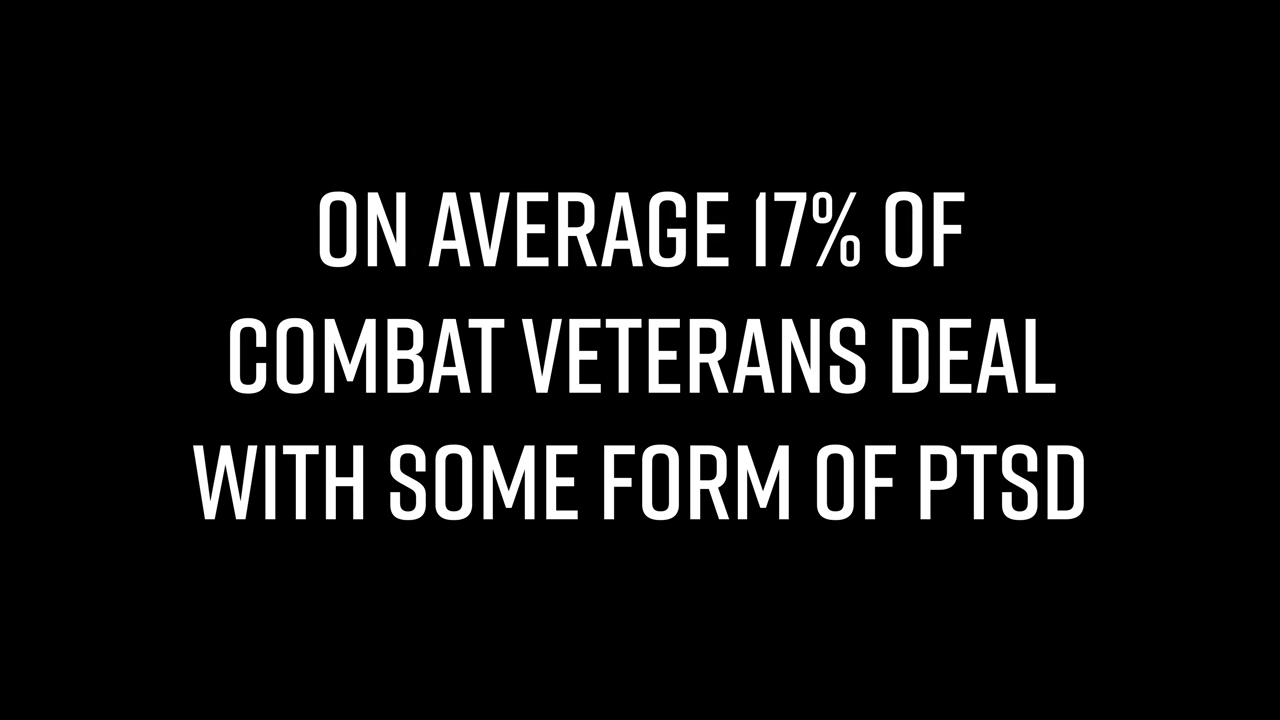 ON AVERAGE 17% OF
COMBAT VETERANS DEAL
WITH SOME FORM OF PTSD